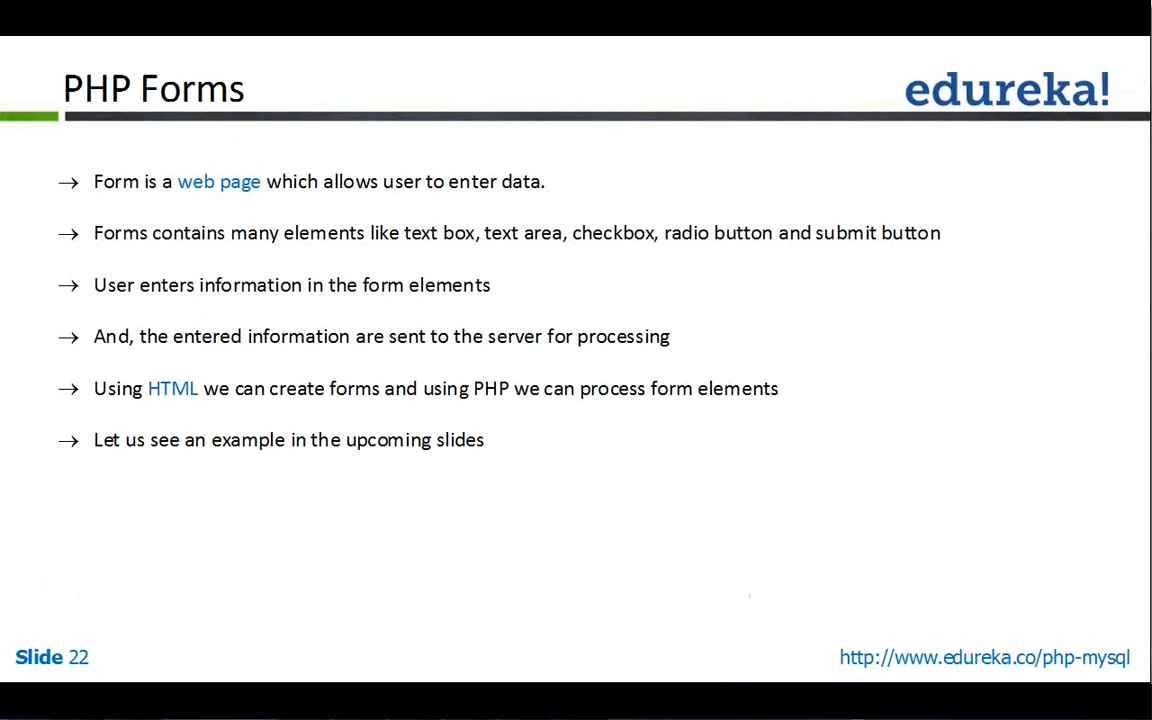 PHP Forms
edureka!
→ Form is a web page which allows user to enter data.
→ Forms contains many elements like text box, text area, checkbox, radio button and submit button
→ User enters information in the form elements
→ And, the entered information are sent to the server for processing
→ Using HTML we can create forms and using PHP we can process form elements
→ Let us see an example in the upcoming slides
Slide 22
http://www.edureka.co/php-mysql